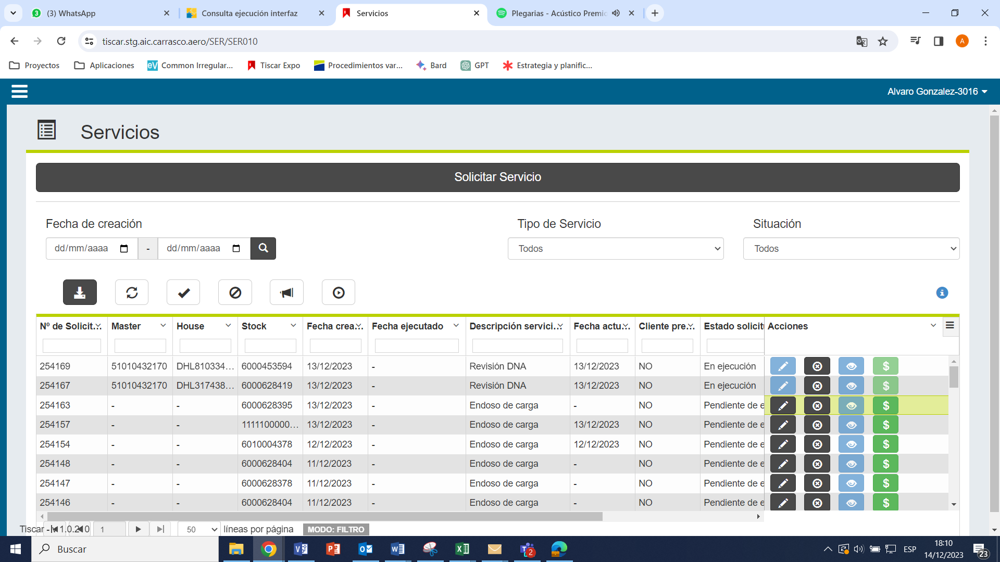 (3) WhatsApp
Consulta ejecución interfaz
Servicios
Plegarias - Acústico Premio
tiscar.stg.aic.carrasco.aero/SER/SER010
A
Proyectos
Aplicaciones
Common Irregular...
Tiscar Expo
Procedimientos var...
Bard
GPT
Estrategia y planific...
Alvaro Gonzalez-3016
Servicios
Solicitar Servicio
Fecha de creación
Tipo de Servicio
Situación
dd/mm/aaaa - dd/mm/aaaa
Todos
Todos
Nº de Solicit... Master House Stock Fecha crea... Fecha ejecutado Descripción servici... Fecha actu... Cliente pre... Estado solicit Acciones
254169 51010432170 DHL810334... 6000453594 13/12/2023 - Revisión DNA 13/12/2023 NO En ejecución
254167 51010432170 DHL317438... 6000628419 13/12/2023 - Revisión DNA 13/12/2023 NO En ejecución
254163 - - 6000628395 13/12/2023 - Endoso de carga - NO Pendiente de e
254157 - - 1111100000... 13/12/2023 - Endoso de carga 13/12/2023 NO Pendiente de e
254154 - - 6010004378 12/12/2023 - Endoso de carga 12/12/2023 NO Pendiente de e
254148 - - 6000628404 11/12/2023 - Endoso de carga - NO Pendiente de e
254147 - - 6000628378 11/12/2023 - Endoso de carga - NO Pendiente de e
254146 - - 6000628404 11/12/2023 - Endoso de carga - NO Pendiente de e
Tiscar - 1 50 líneas por página MODO: FILTRO
Buscar
2
ESP
18:10
14/12/2023
23